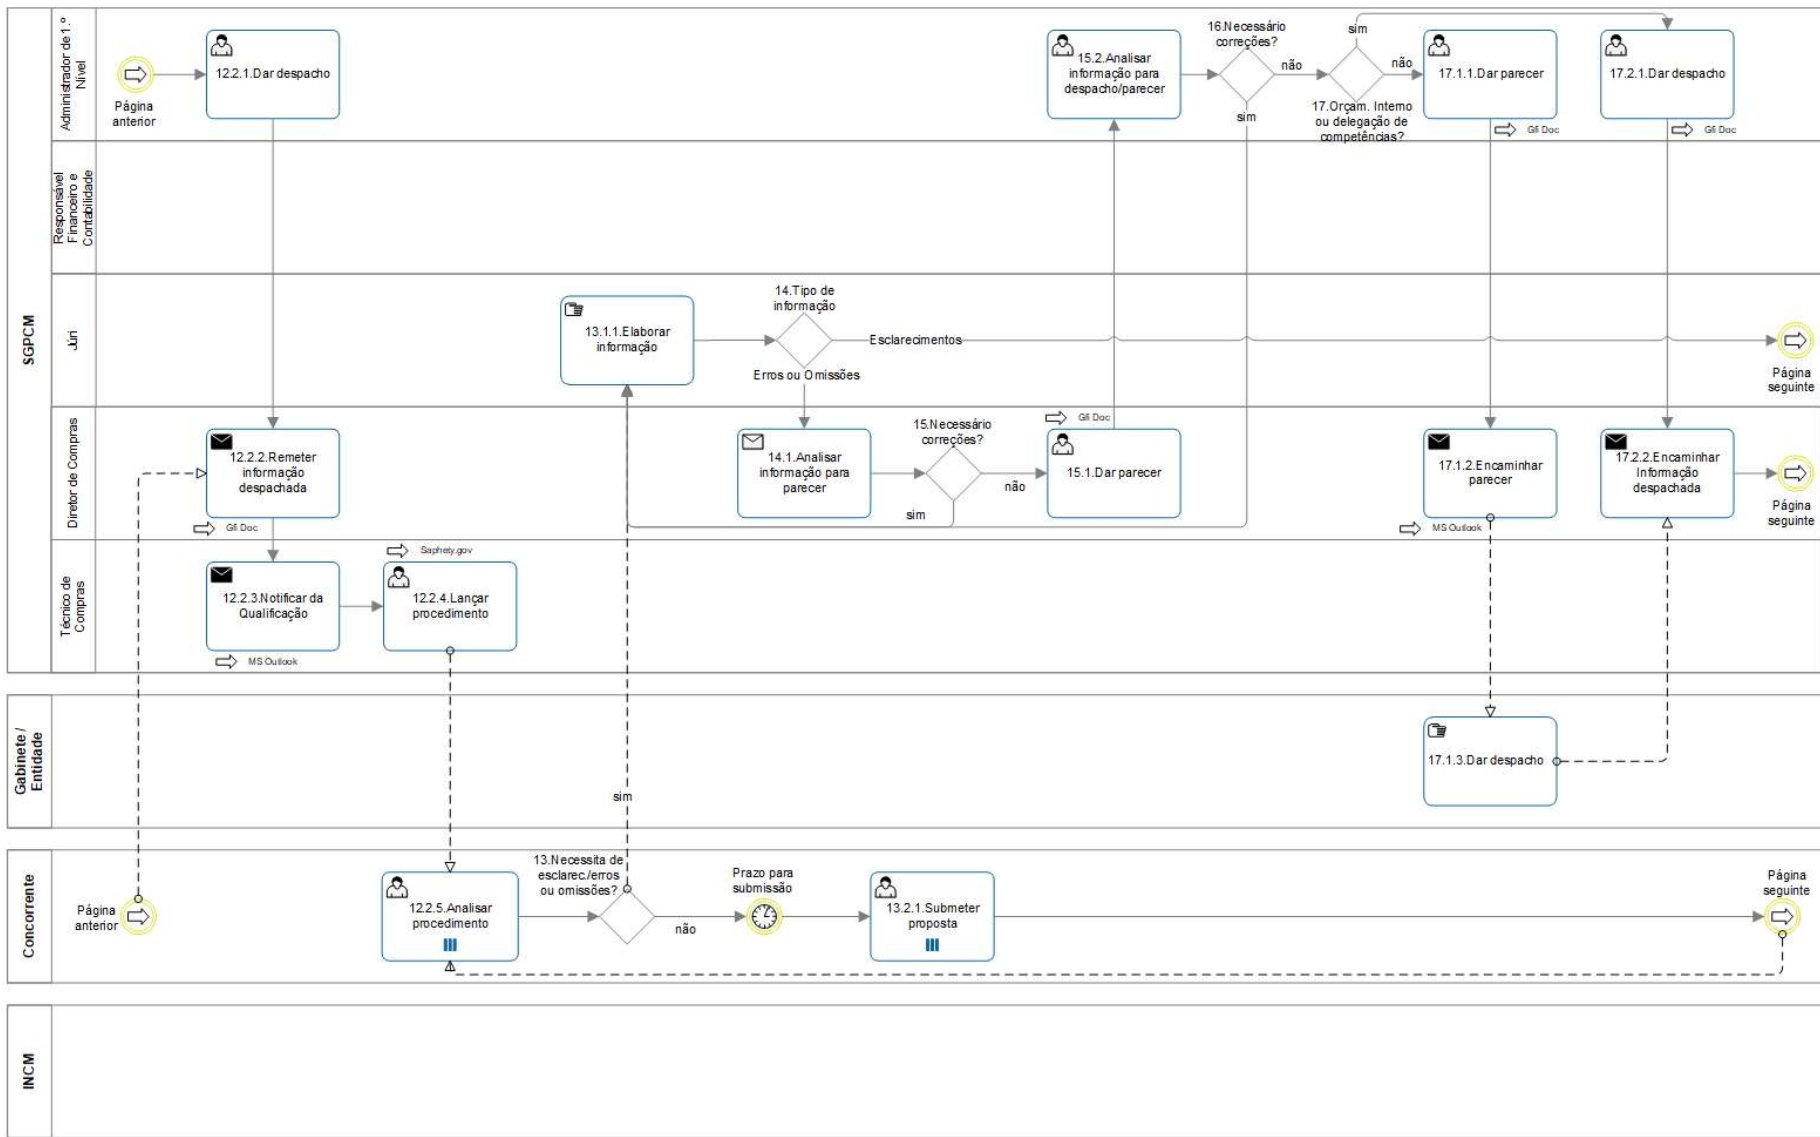 SGPCM
Administrador de 1.º
Nível
Página
anterior
12.2.1.Dar despacho
15.2.Analisar
informação para
despacho/parecer
16.Necessário
correções?
não
sim
sim
17.Orçam. Interno
ou delegação de
competências?
não
17.1.1.Dar parecer
Gfi Doc
17.2.1.Dar despacho
Gfi Doc
Responsável
Financeiro e
Contabilidade
Júri
13.1.1.Elaborar
informação
14.Tipo de
informação
Esclarecimentos
Erros ou Omissões
Página
seguinte
Diretor de Compras
12.2.2.Remeter
informação
despachada
Gfi Doc
14.1.Analisar
informação para
parecer
15.Necessário
correções?
sim
não
Gfi Doc
15.1.Dar parecer
17.1.2.Encaminhar
parecer
MS Outlook
17.2.2.Encaminhar
Informação
despachada
Página
seguinte
Técnico de
Compras
12.2.3.Notificar da
Qualificação
MS Outlook
Saphety.gov
12.2.4.Lançar
procedimento
Gabinete /
Entidade
17.1.3.Dar despacho
sim
Concorrente
Página
anterior
12.2.5.Analisar
procedimento
13.Necessita de
esclarec./erros
ou omissões?
não
Prazo para
submissão
13.2.1.Submeter
proposta
Página
seguinte
INCM